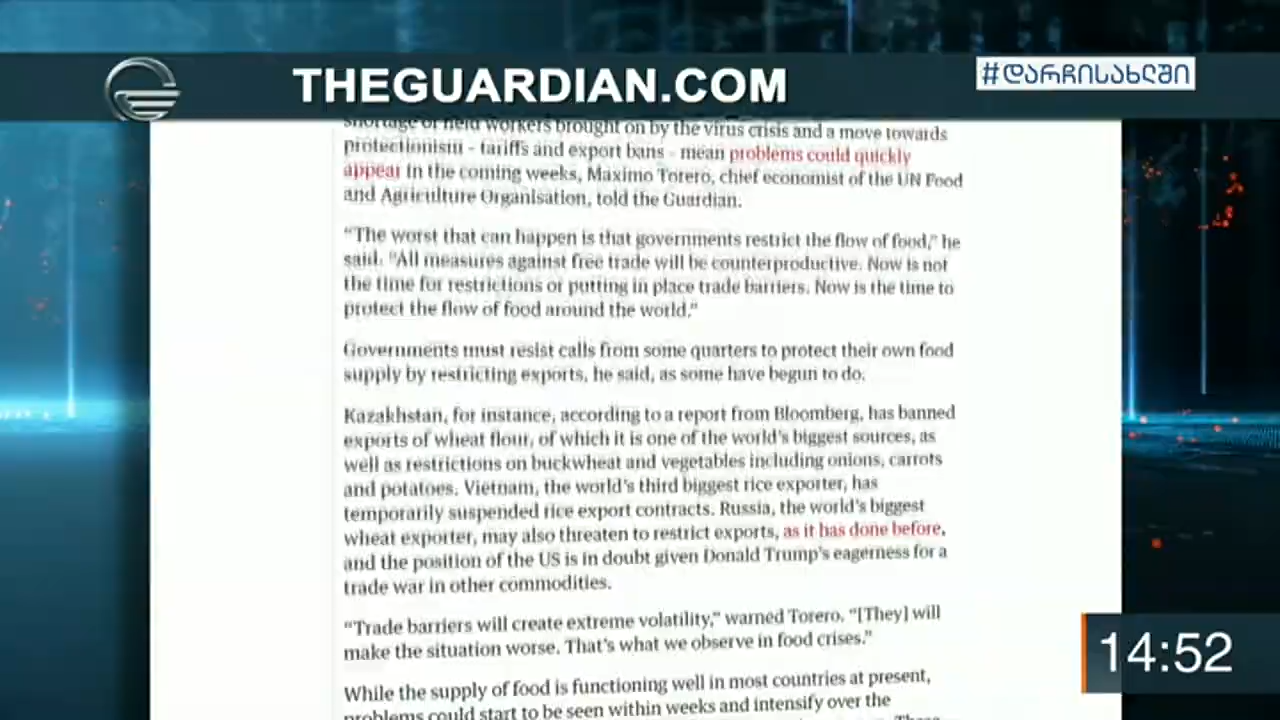 THEGUARDIAN.COM
#დარჩისახლში
shortage of field workers brought on by the virus crisis and a move towards
protectionism - tariffs and export bans - mean problems could quickly
appear in the coming weeks, Maximo Torero, chief economist of the UN Food
and Agriculture Organisation, told the Guardian.
“The worst that can happen is that governments restrict the flow of food,” he
said. “All measures against free trade will be counterproductive. Now is not
the time for restrictions or putting in place trade barriers. Now is the time to
protect the flow of food around the world.”
Governments must resist calls from some quarters to protect their own food
supply by restricting exports, he said, as some have begun to do.
Kazakhstan, for instance, according to a report from Bloomberg, has banned
exports of wheat flour, of which it is one of the world’s biggest sources, as
well as restrictions on buckwheat and vegetables including onions, carrots
and potatoes. Vietnam, the world’s third biggest rice exporter, has
temporarily suspended rice export contracts. Russia, the world’s biggest
wheat exporter, may also threaten to restrict exports, as it has done before,
and the position of the US is in doubt given Donald Trump’s eagerness for a
trade war in other commodities.
“Trade barriers will create extreme volatility,” warned Torero. “[They] will
make the situation worse. That’s what we observe in food crises.”
While the supply of food is functioning well in most countries at present,
problems could start to be seen within weeks and intensify over the
14:52